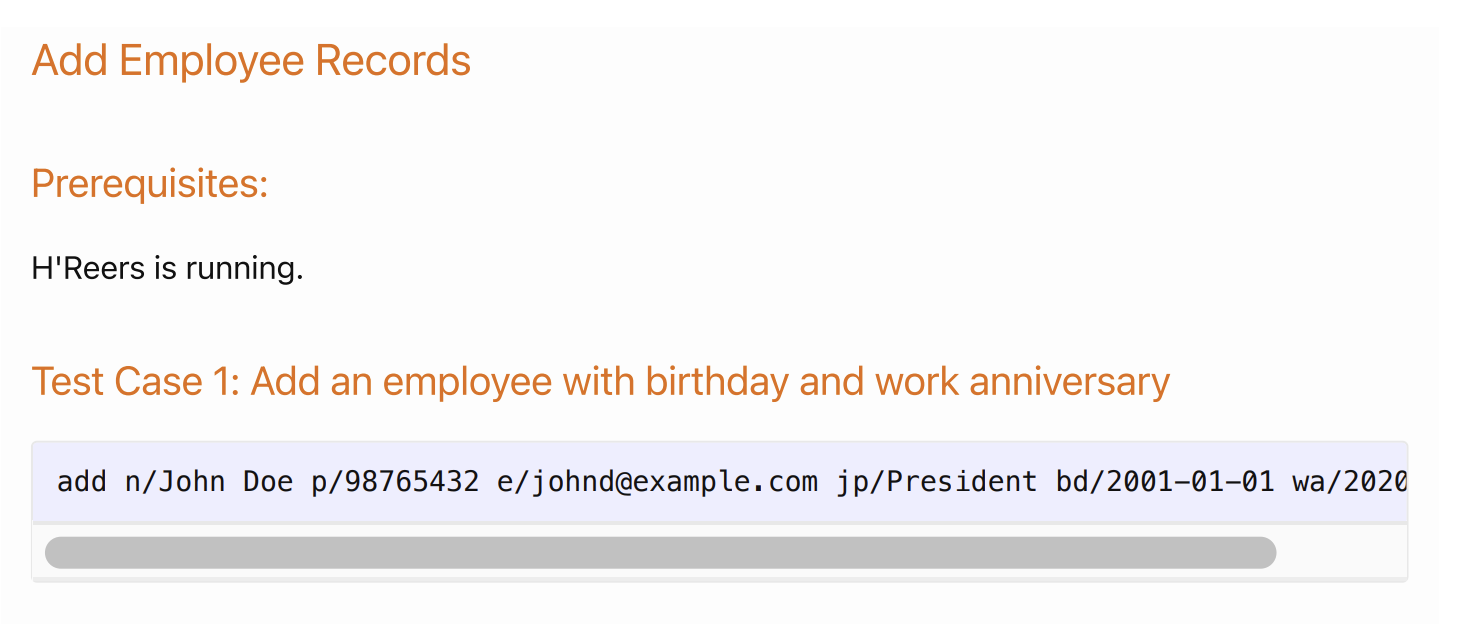 Add Employee Records
Prerequisites:
H'Reers is running.
Test Case 1: Add an employee with birthday and work anniversary
add n/John Doe p/98765432 e/johnd@example.com jp/President bd/2001-01-01 wa/2020